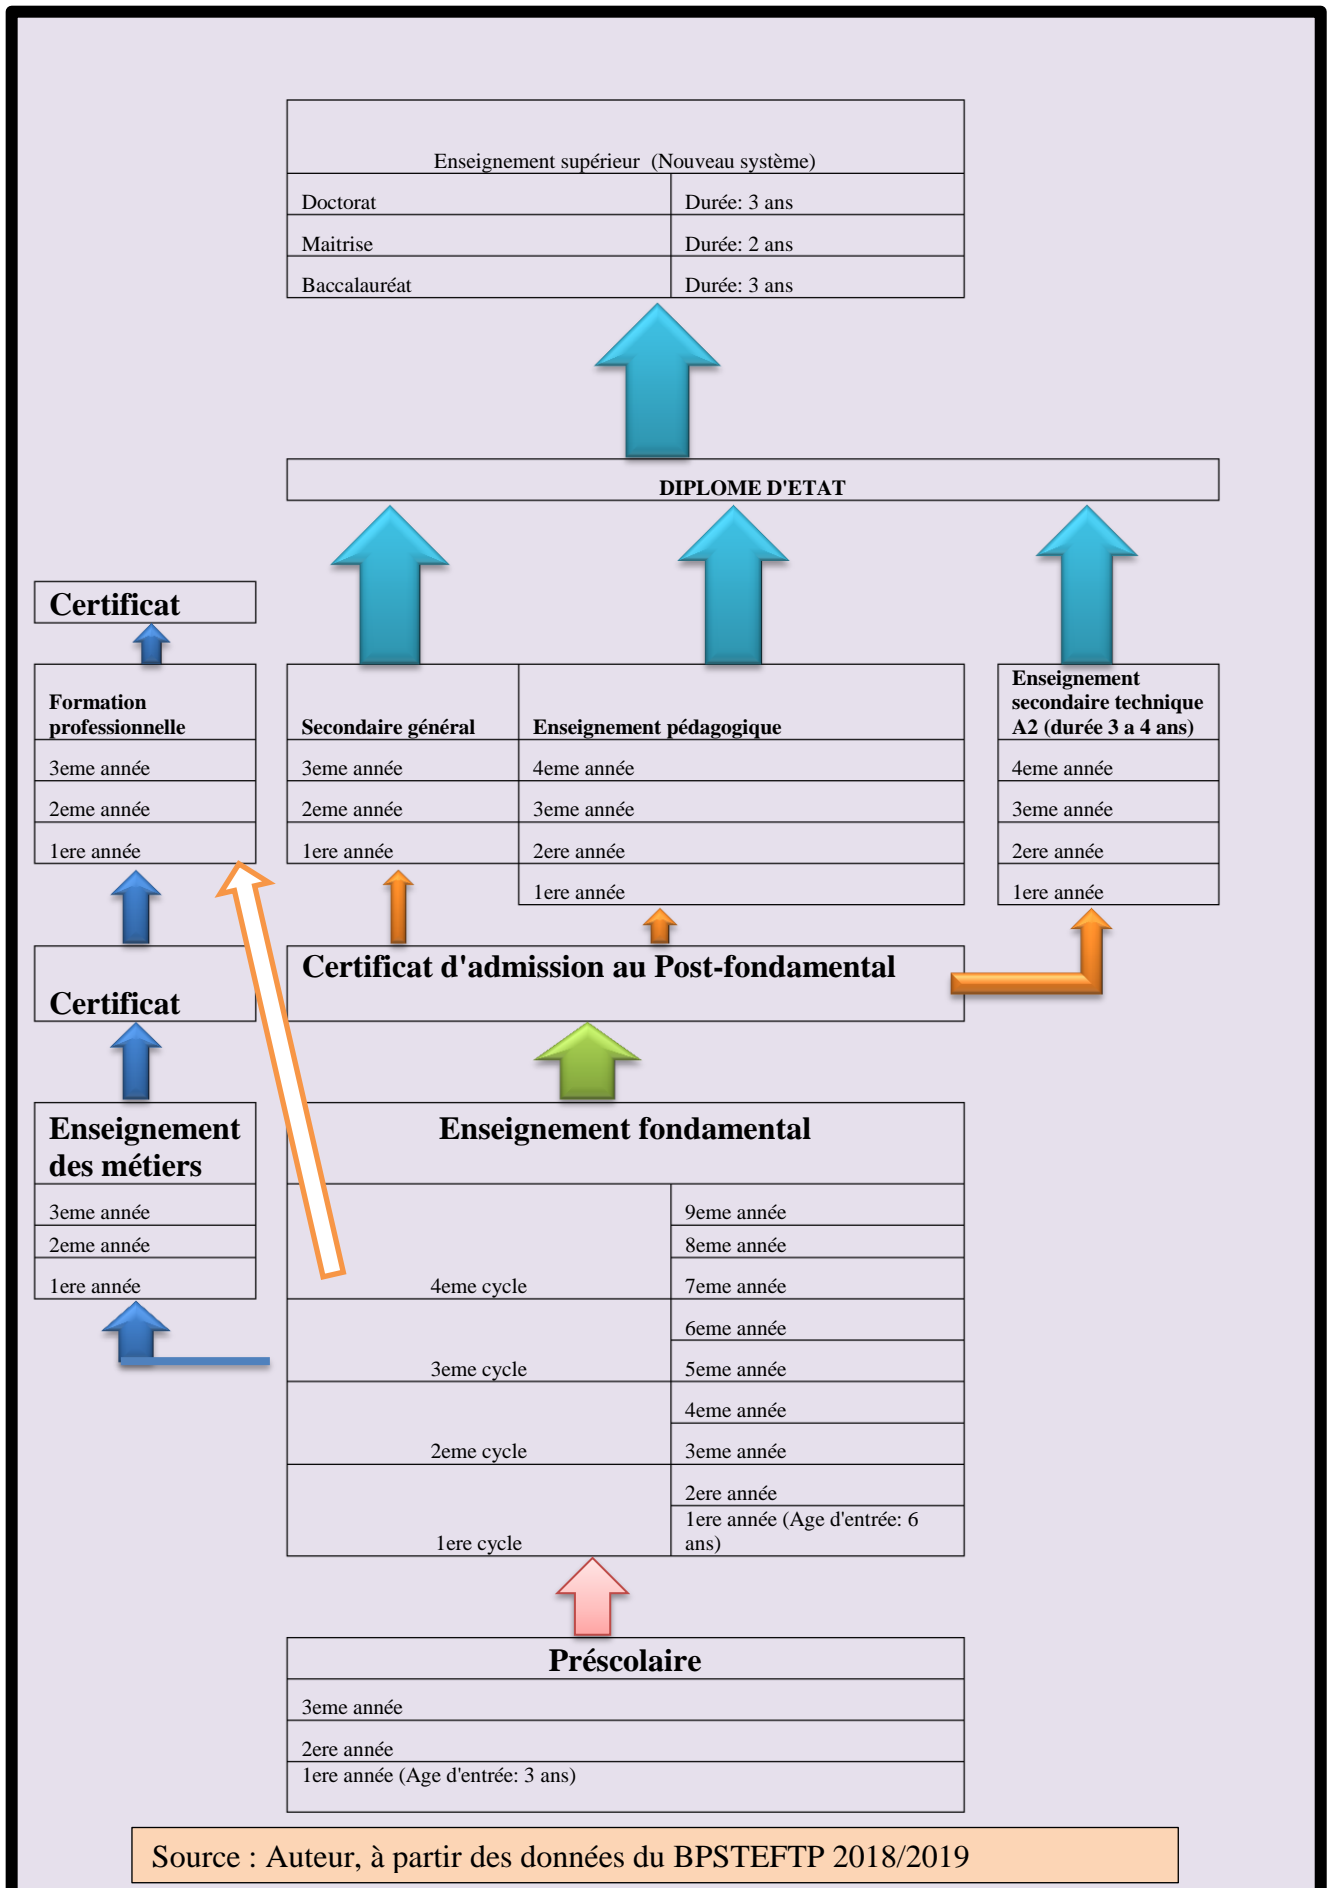 Enseignement supérieur (Nouveau système)
Doctorat
Durée: 3 ans
Maitrise
Durée: 2 ans
Baccalauréat
Durée: 3 ans
DIPLOME D'ETAT
Certificat
Formation
professionnelle
3eme année
2eme année
1ere année
Secondaire général
3eme année
2eme année
1ere année
Enseignement pédagogique
4eme année
3eme année
2ere année
1ere année
Enseignement
secondaire technique
A2 (durée 3 a 4 ans)
4eme année
3eme année
2ere année
1ere année
Certificat
Certificat d'admission au Post-fondamental
Enseignement
des métiers
3eme année
2eme année
1ere année
Enseignement fondamental
4eme cycle
9eme année
8eme année
7eme année
3eme cycle
6eme année
5eme année
2eme cycle
4eme année
3eme année
1ere cycle
2ere année
1ere année (Age d'entrée: 6
ans)
Préscolaire
3eme année
2ere année
1ere année (Age d'entrée: 3 ans)
Source : Auteur, à partir des données du BPSTEFTP 2018/2019